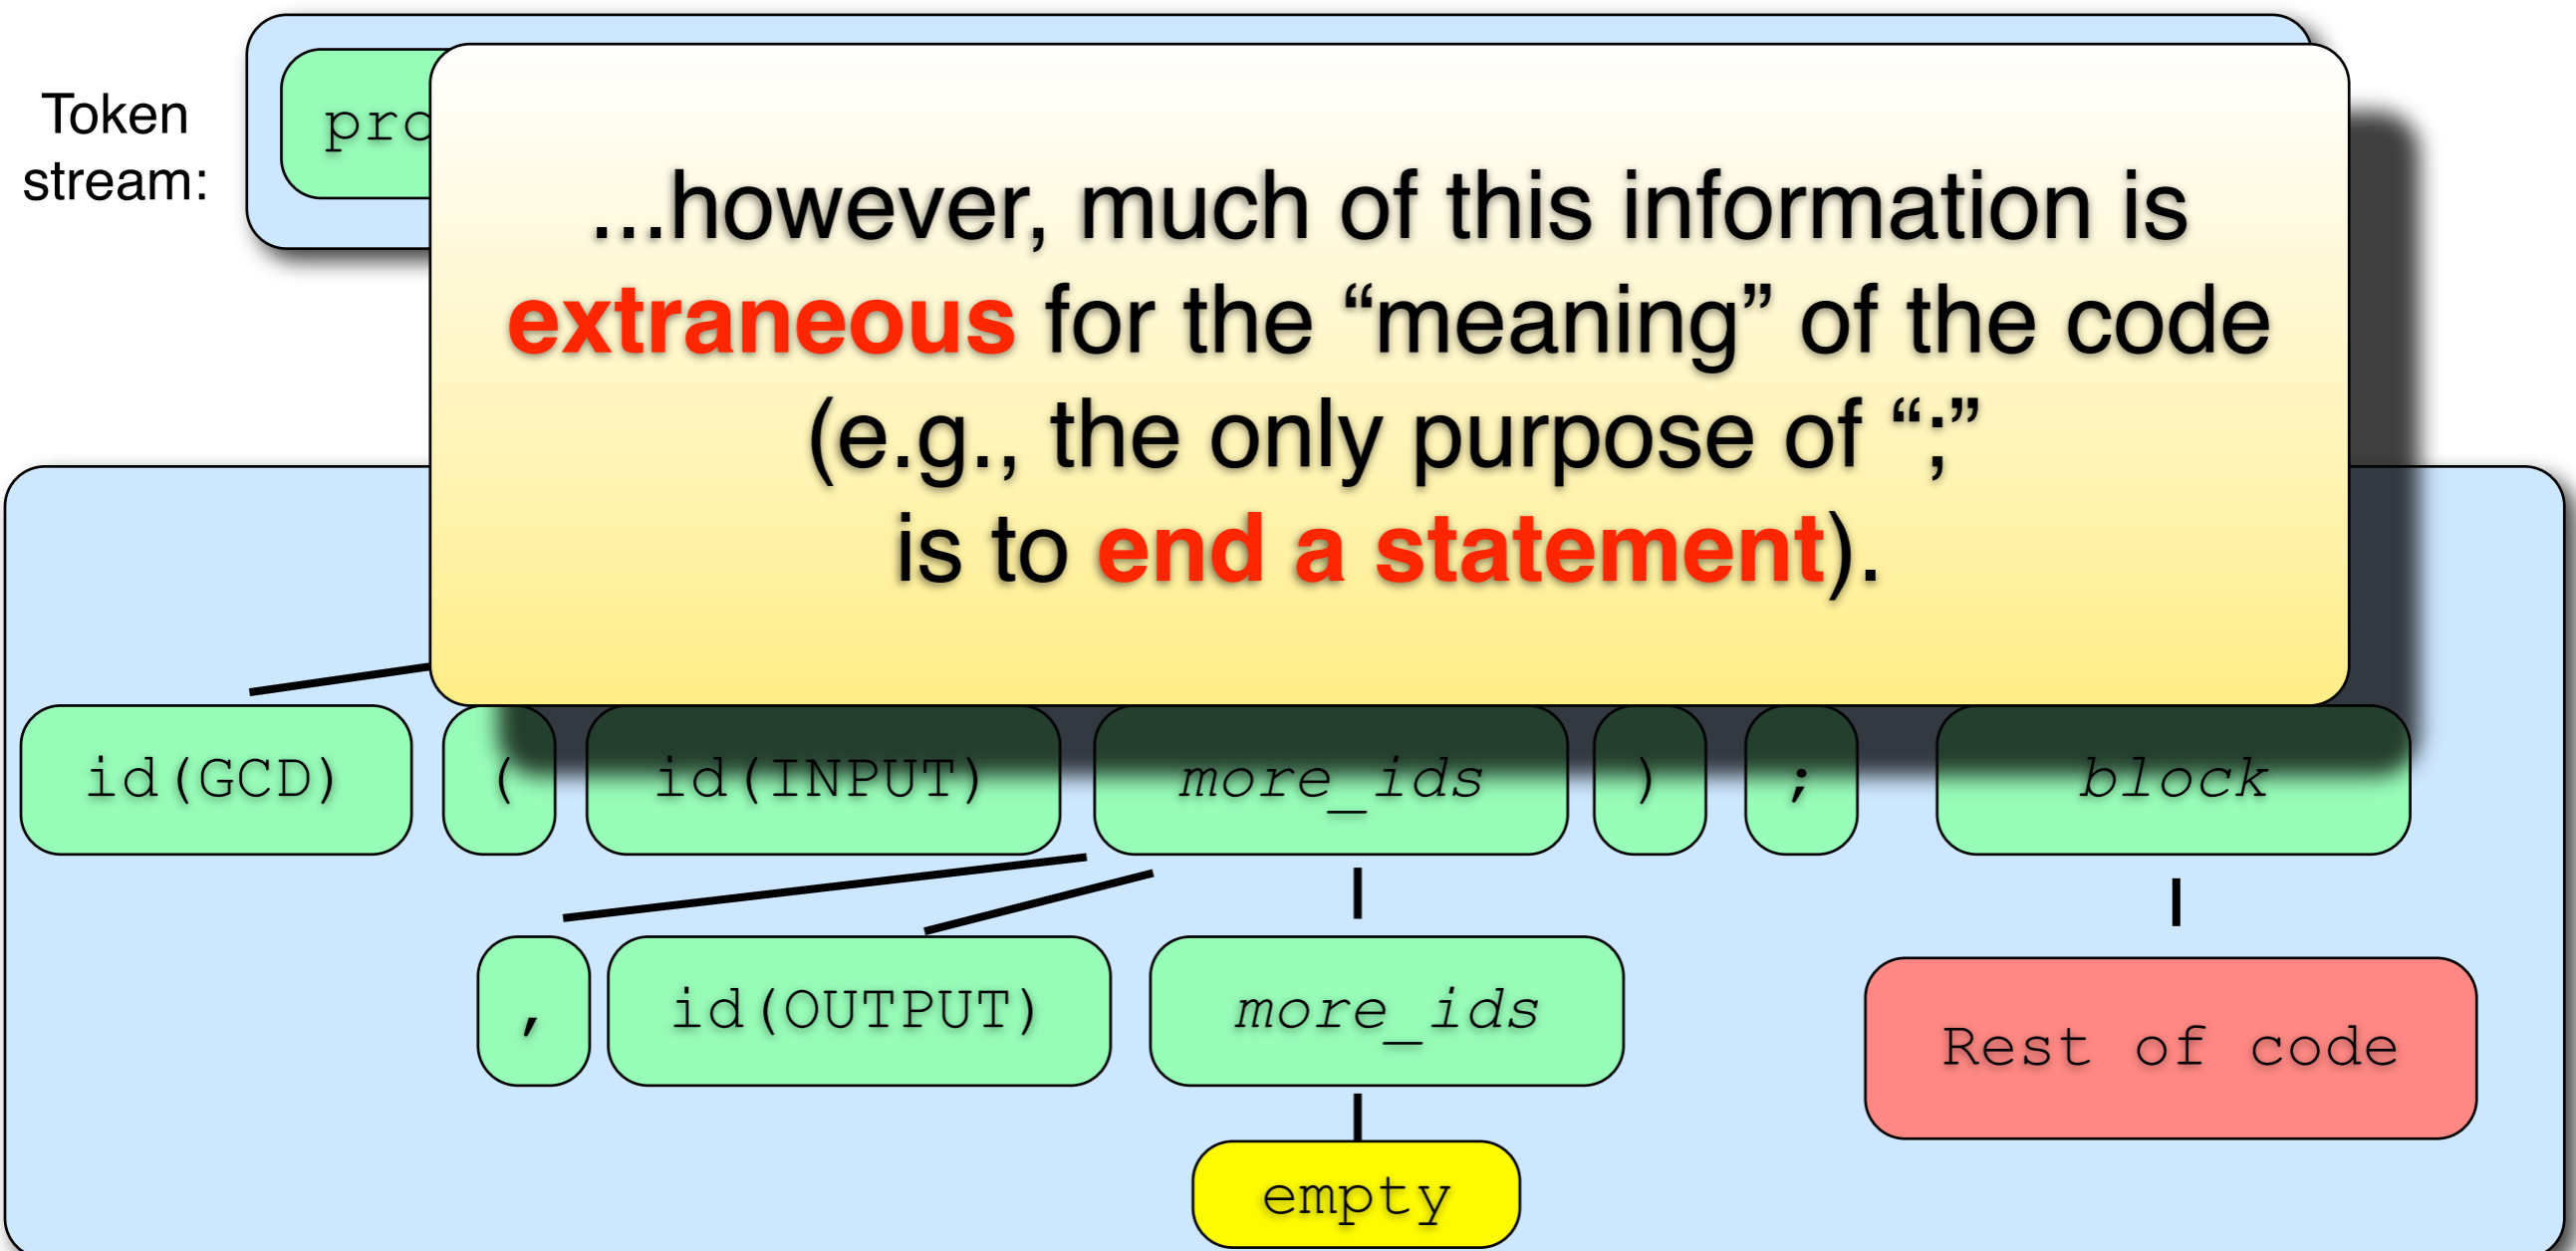 Token
stream:
...however, much of this information is
extraneous for the “meaning” of the code
(e.g., the only purpose of “;”
is to end a statement).
id(GCD) ( id(INPUT) more_ids ) ; block
, id(OUTPUT) more_ids
Rest of code
empty